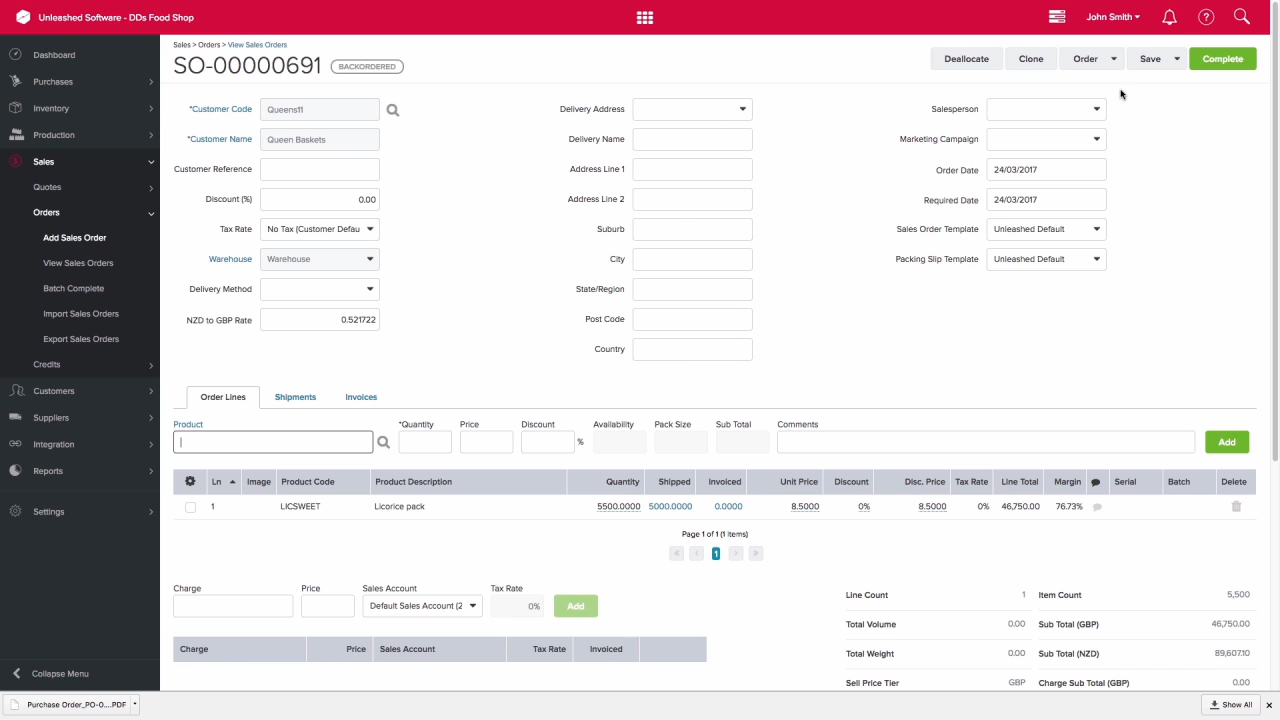 Unleashed Software - DDs Food Shop
John Smith
Dashboard
Purchases
Inventory
Production
Sales
Quotes
Orders
Add Sales Order
View Sales Orders
Batch Complete
Import Sales Orders
Export Sales Orders
Credits
Customers
Suppliers
Integration
Reports
Settings
Collapse Menu
Sales > Orders > View Sales Orders
SO-00000691 BACKORDERED
Deallocate Clone Order Save Complete
*Customer Code Queens11
*Customer Name Queen Baskets
Customer Reference
Discount (%) 0.00
Tax Rate No Tax (Customer Defau
Warehouse Warehouse
Delivery Method
NZD to GBP Rate 0.521722
Delivery Address
Delivery Name
Address Line 1
Address Line 2
Suburb
City
State/Region
Post Code
Country
Salesperson
Marketing Campaign
Order Date 24/03/2017
Required Date 24/03/2017
Sales Order Template Unleashed Default
Packing Slip Template Unleashed Default
Order Lines Shipments Invoices
Product *Quantity Price Discount Availability Pack Size Sub Total Comments
% Add
Ln Image Product Code Product Description Quantity Shipped Invoiced Unit Price Discount Disc. Price Tax Rate Line Total Margin Serial Batch Delete
1 LICSWEET Licorice pack 5500.0000 5000.0000 0.0000 8.5000 0% 8.5000 0% 46,750.00 76.73%
Page 1 of 1 (1 items)
« ‹ 1 › »
Charge Price Sales Account Tax Rate
Default Sales Account (2 0% Add
Charge Price Sales Account Tax Rate Invoiced
Line Count 1 Item Count 5,500
Total Volume 0.00 Sub Total (GBP) 46,750.00
Total Weight 0.00 Sub Total (NZD) 89,607.10
Sell Price Tier GBP Charge Sub Total (GBP) 0.00
Purchase Order_PO-0....PDF Show All